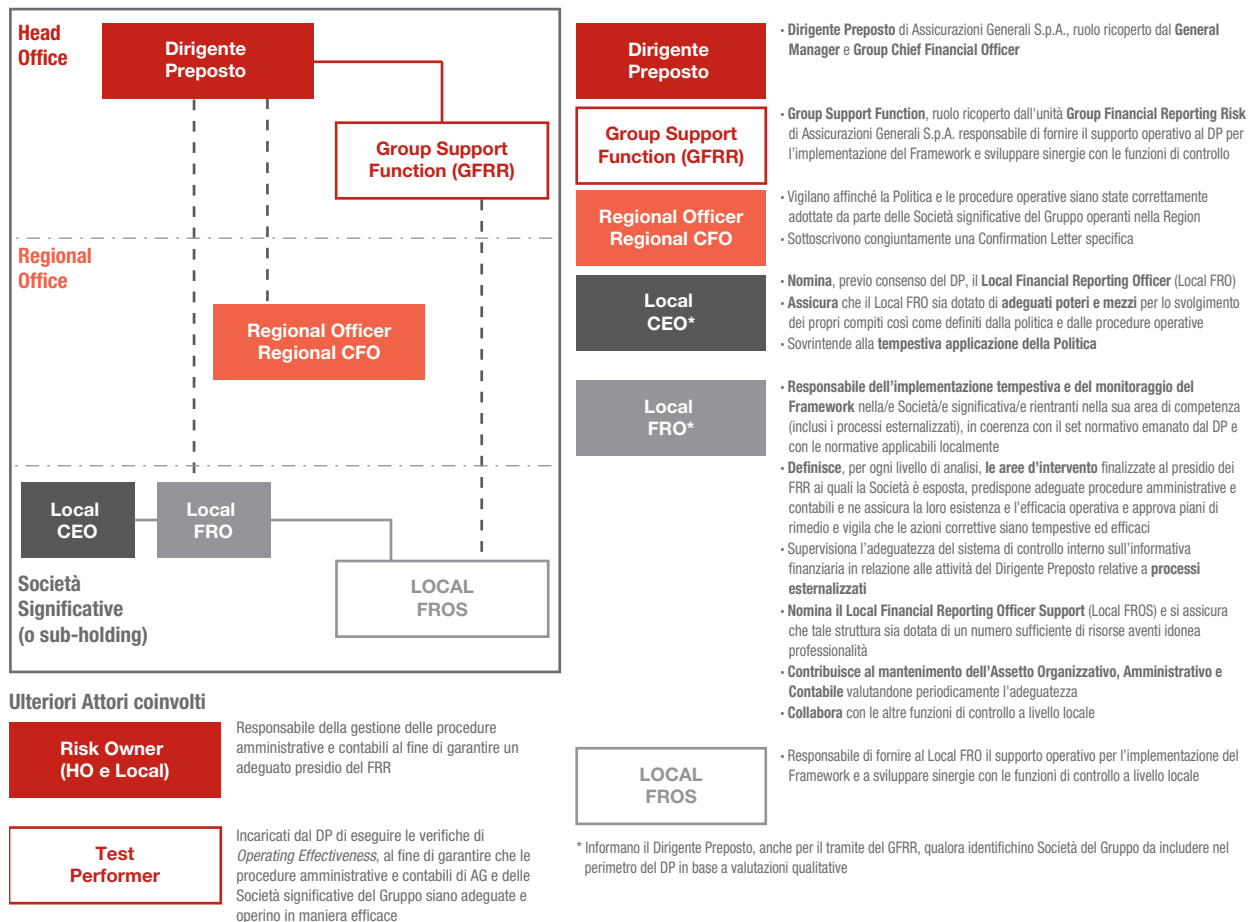 Head
Office
Dirigente
Preposto
Group Support
Function (GFRR)
Regional
Office
Regional Officer
Regional CFO
Local
CEO
Local
FRO
LOCAL
FROS
Società
Significative
(o sub-holding)
Ulteriori Attori coinvolti
Risk Owner
(HO e Local)
Responsabile della gestione delle procedure
amministrative e contabili al fine di garantire un
adeguato presidio del FRR
Test
Performer
Incaricati dal DP di eseguire le verifiche di
Operating Effectiveness, al fine di garantire che le
procedure amministrative e contabili di AG e delle
Società significative del Gruppo siano adeguate e
operino in maniera efficace
Dirigente
Preposto
· Dirigente Preposto di Assicurazioni Generali S.p.A., ruolo ricoperto dal General
Manager e Group Chief Financial Officer
Group Support
Function (GFRR)
· Group Support Function, ruolo ricoperto dall'unità Group Financial Reporting Risk
di Assicurazioni Generali S.p.A. responsabile di fornire il supporto operativo al DP per
l’implementazione del Framework e sviluppare sinergie con le funzioni di controllo
Regional Officer
Regional CFO
· Vigilano affinché la Politica e le procedure operative siano state correttamente
adottate da parte delle Società significative del Gruppo operanti nella Region
· Sottoscrivono congiuntamente una Confirmation Letter specifica
Local
CEO*
· Nomina, previo consenso del DP, il Local Financial Reporting Officer (Local FRO)
· Assicura che il Local FRO sia dotato di adeguati poteri e mezzi per lo svolgimento
dei propri compiti così come definiti dalla politica e dalle procedure operative
· Sovrintende alla tempestiva applicazione della Politica
Local
FRO*
· Responsabile dell’implementazione tempestiva e del monitoraggio del
Framework nella/e Società/e significativa/e rientranti nella sua area di competenza
(inclusi i processi esternalizzati), in coerenza con il set normativo emanato dal DP e
con le normative applicabili localmente
· Definisce, per ogni livello di analisi, le aree d’intervento finalizzate al presidio dei
FRR ai quali la Società è esposta, predispone adeguate procedure amministrative e
contabili e ne assicura la loro esistenza e l’efficacia operativa e approva piani di
rimedio e vigila che le azioni correttive siano tempestive ed efficaci
· Supervisiona l’adeguatezza del sistema di controllo interno sull’informativa
finanziaria in relazione alle attività del Dirigente Preposto relative a processi
esternalizzati
· Nomina il Local Financial Reporting Officer Support (Local FROS) e si assicura
che tale struttura sia dotata di un numero sufficiente di risorse aventi idonea
professionalità
· Contribuisce al mantenimento dell’Assetto Organizzativo, Amministrativo e
Contabile valutandone periodicamente l’adeguatezza
· Collabora con le altre funzioni di controllo a livello locale
LOCAL
FROS
· Responsabile di fornire al Local FRO il supporto operativo per l’implementazione del
Framework e a sviluppare sinergie con le funzioni di controllo a livello locale
* Informano il Dirigente Preposto, anche per il tramite del GFRR, qualora identifichino Società del Gruppo da includere nel
perimetro del DP in base a valutazioni qualitative